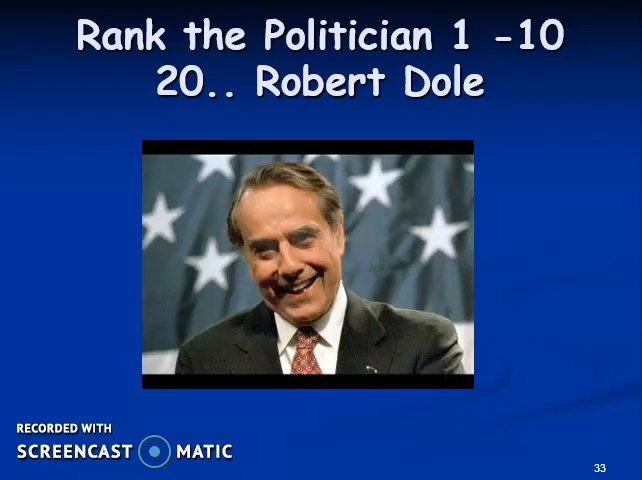 Rank the Politician 1 -10
20.. Robert Dole
RECORDED WITH
SCREENCAST MATIC
33